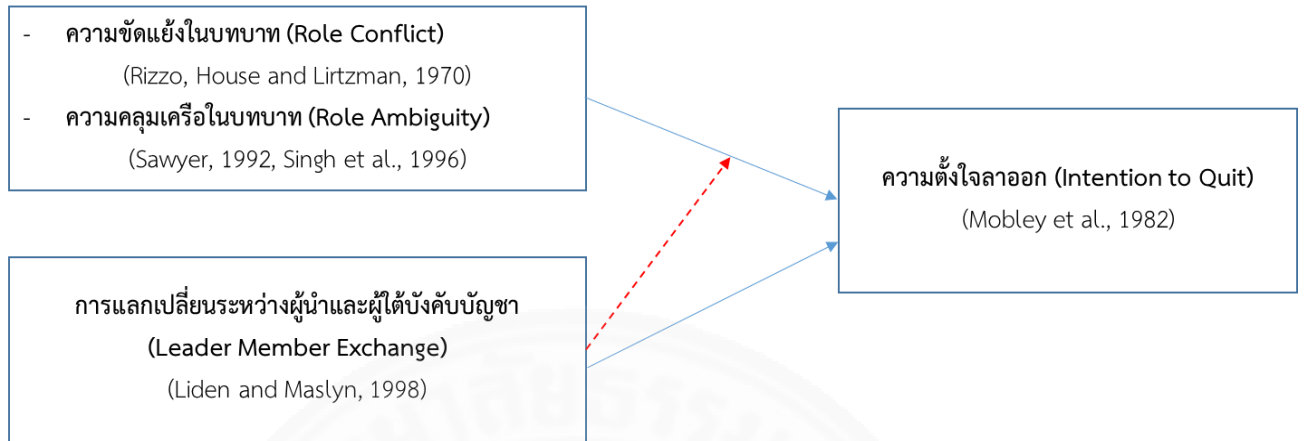 - ความขัดแย้งในบทบาท (Role Conflict)
(Rizzo, House and Lirtzman, 1970)
- ความคลุมเครือในบทบาท (Role Ambiguity)
(Sawyer, 1992, Singh et al., 1996)
ความตั้งใจลาออก (Intention to Quit)
(Mobley et al., 1982)
การแลกเปลี่ยนระหว่างผู้นำและผู้ใต้บังคับบัญชา
(Leader Member Exchange)
(Liden and Maslyn, 1998)